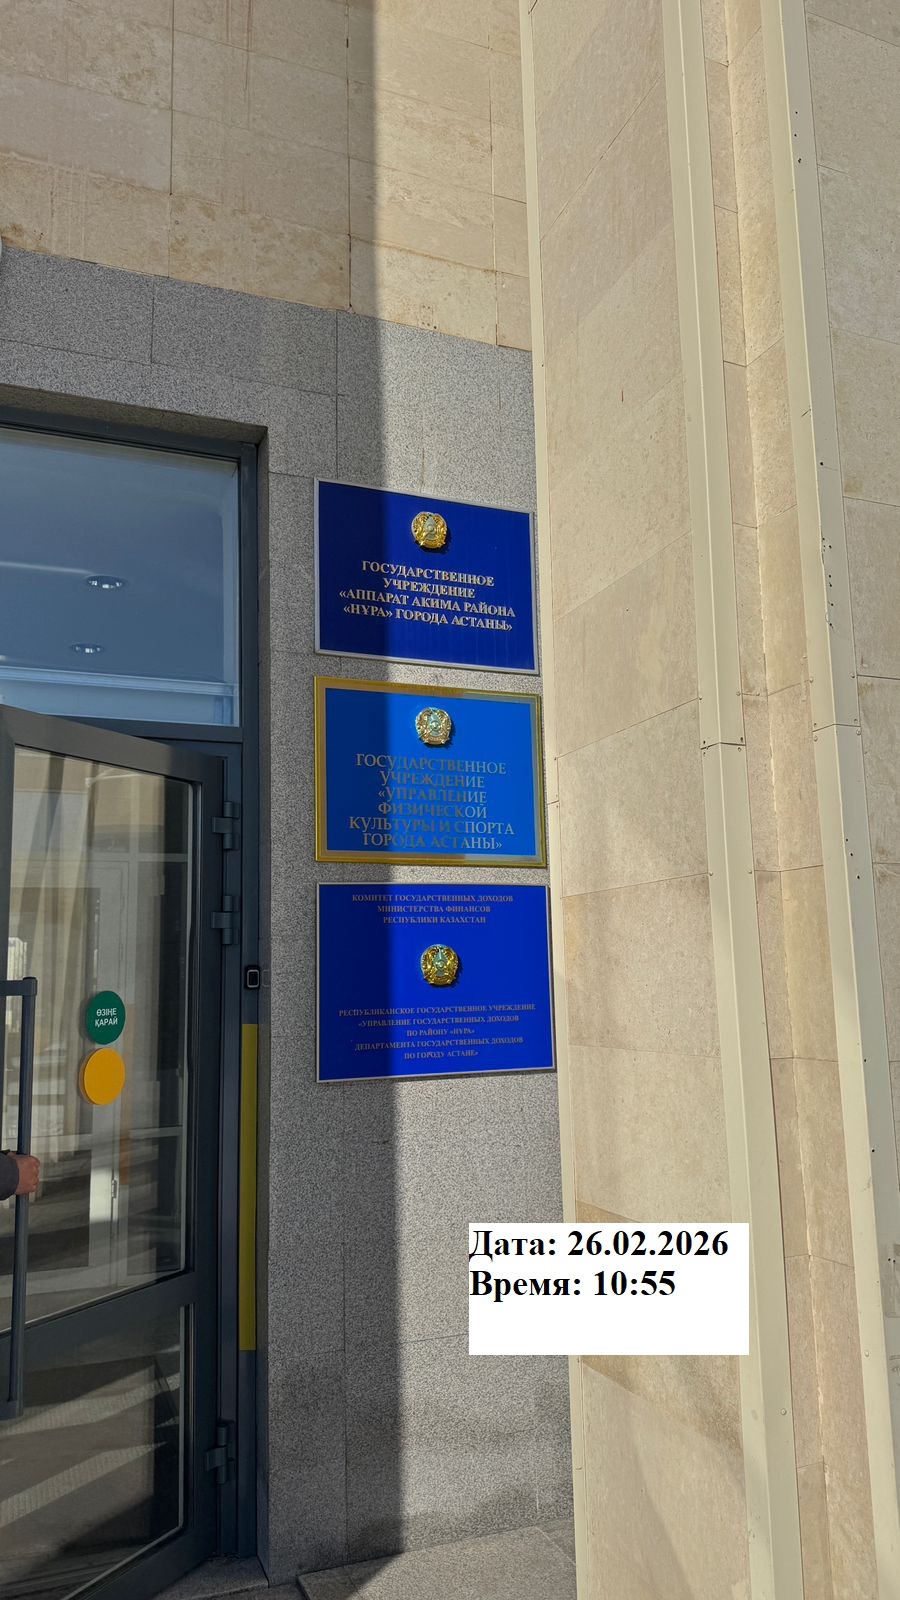 ГОСУДАРСТВЕННОЕ
УЧРЕЖДЕНИЕ
«АППАРАТ АКИМА РАЙОНА
«НҰРА» ГОРОДА АСТАНЫ»
ГОСУДАРСТВЕННОЕ
УЧРЕЖДЕНИЕ
«УПРАВЛЕНИЕ
ФИЗИЧЕСКОЙ
КУЛЬТУРЫ И СПОРТА
ГОРОДА АСТАНЫ»
КОМИТЕТ ГОСУДАРСТВЕННЫХ ДОХОДОВ
МИНИСТЕРСТВА ФИНАНСОВ
РЕСПУБЛИКИ КАЗАХСТАН
РЕСПУБЛИКАНСКОЕ ГОСУДАРСТВЕННОЕ УЧРЕЖДЕНИЕ
«УПРАВЛЕНИЕ ГОСУДАРСТВЕННЫХ ДОХОДОВ
ПО РАЙОНУ «НҰРА»
ДЕПАРТАМЕНТА ГОСУДАРСТВЕННЫХ ДОХОДОВ
ПО ГОРОДУ АСТАНЕ»
ӨЗІҢЕ
ҚАРАЙ
Дата: 26.02.2026
Время: 10:55